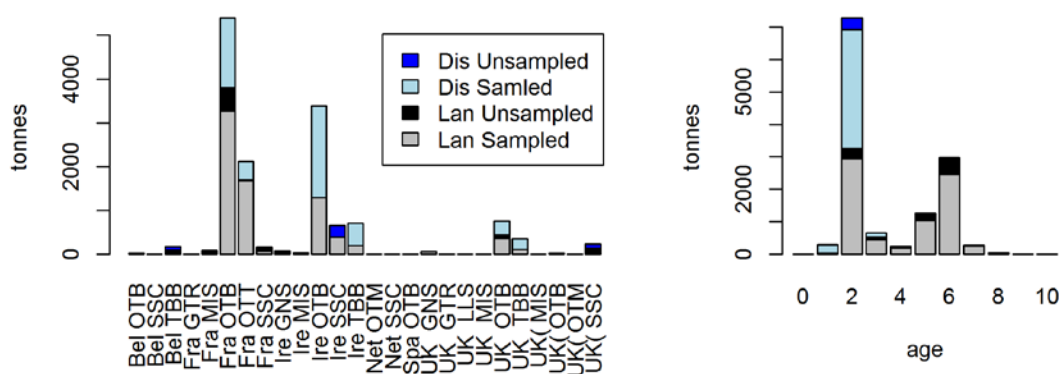 tonnes
0
2000
4000
Dis Unsampled
Dis Samled
Lan Unsampled
Lan Sampled
Bel OTB
Bel SSC
Bel TBB
Fra GTR
Fra MIS
Fra OTB
Fra OTT
Fra SSC
Ire GNS
Ire MIS
Ire OTB
Ire SSC
Ire TBB
Net OTM
Net SSC
Spa OTB
UK GNS
UK GTR
UK LLS
UK MIS
UK OTB
UK TBB
UK( MIS
UK( OTB
UK( OTM
UK( SSC
tonnes
0
2000
5000
0 2 4 6 8 10
age